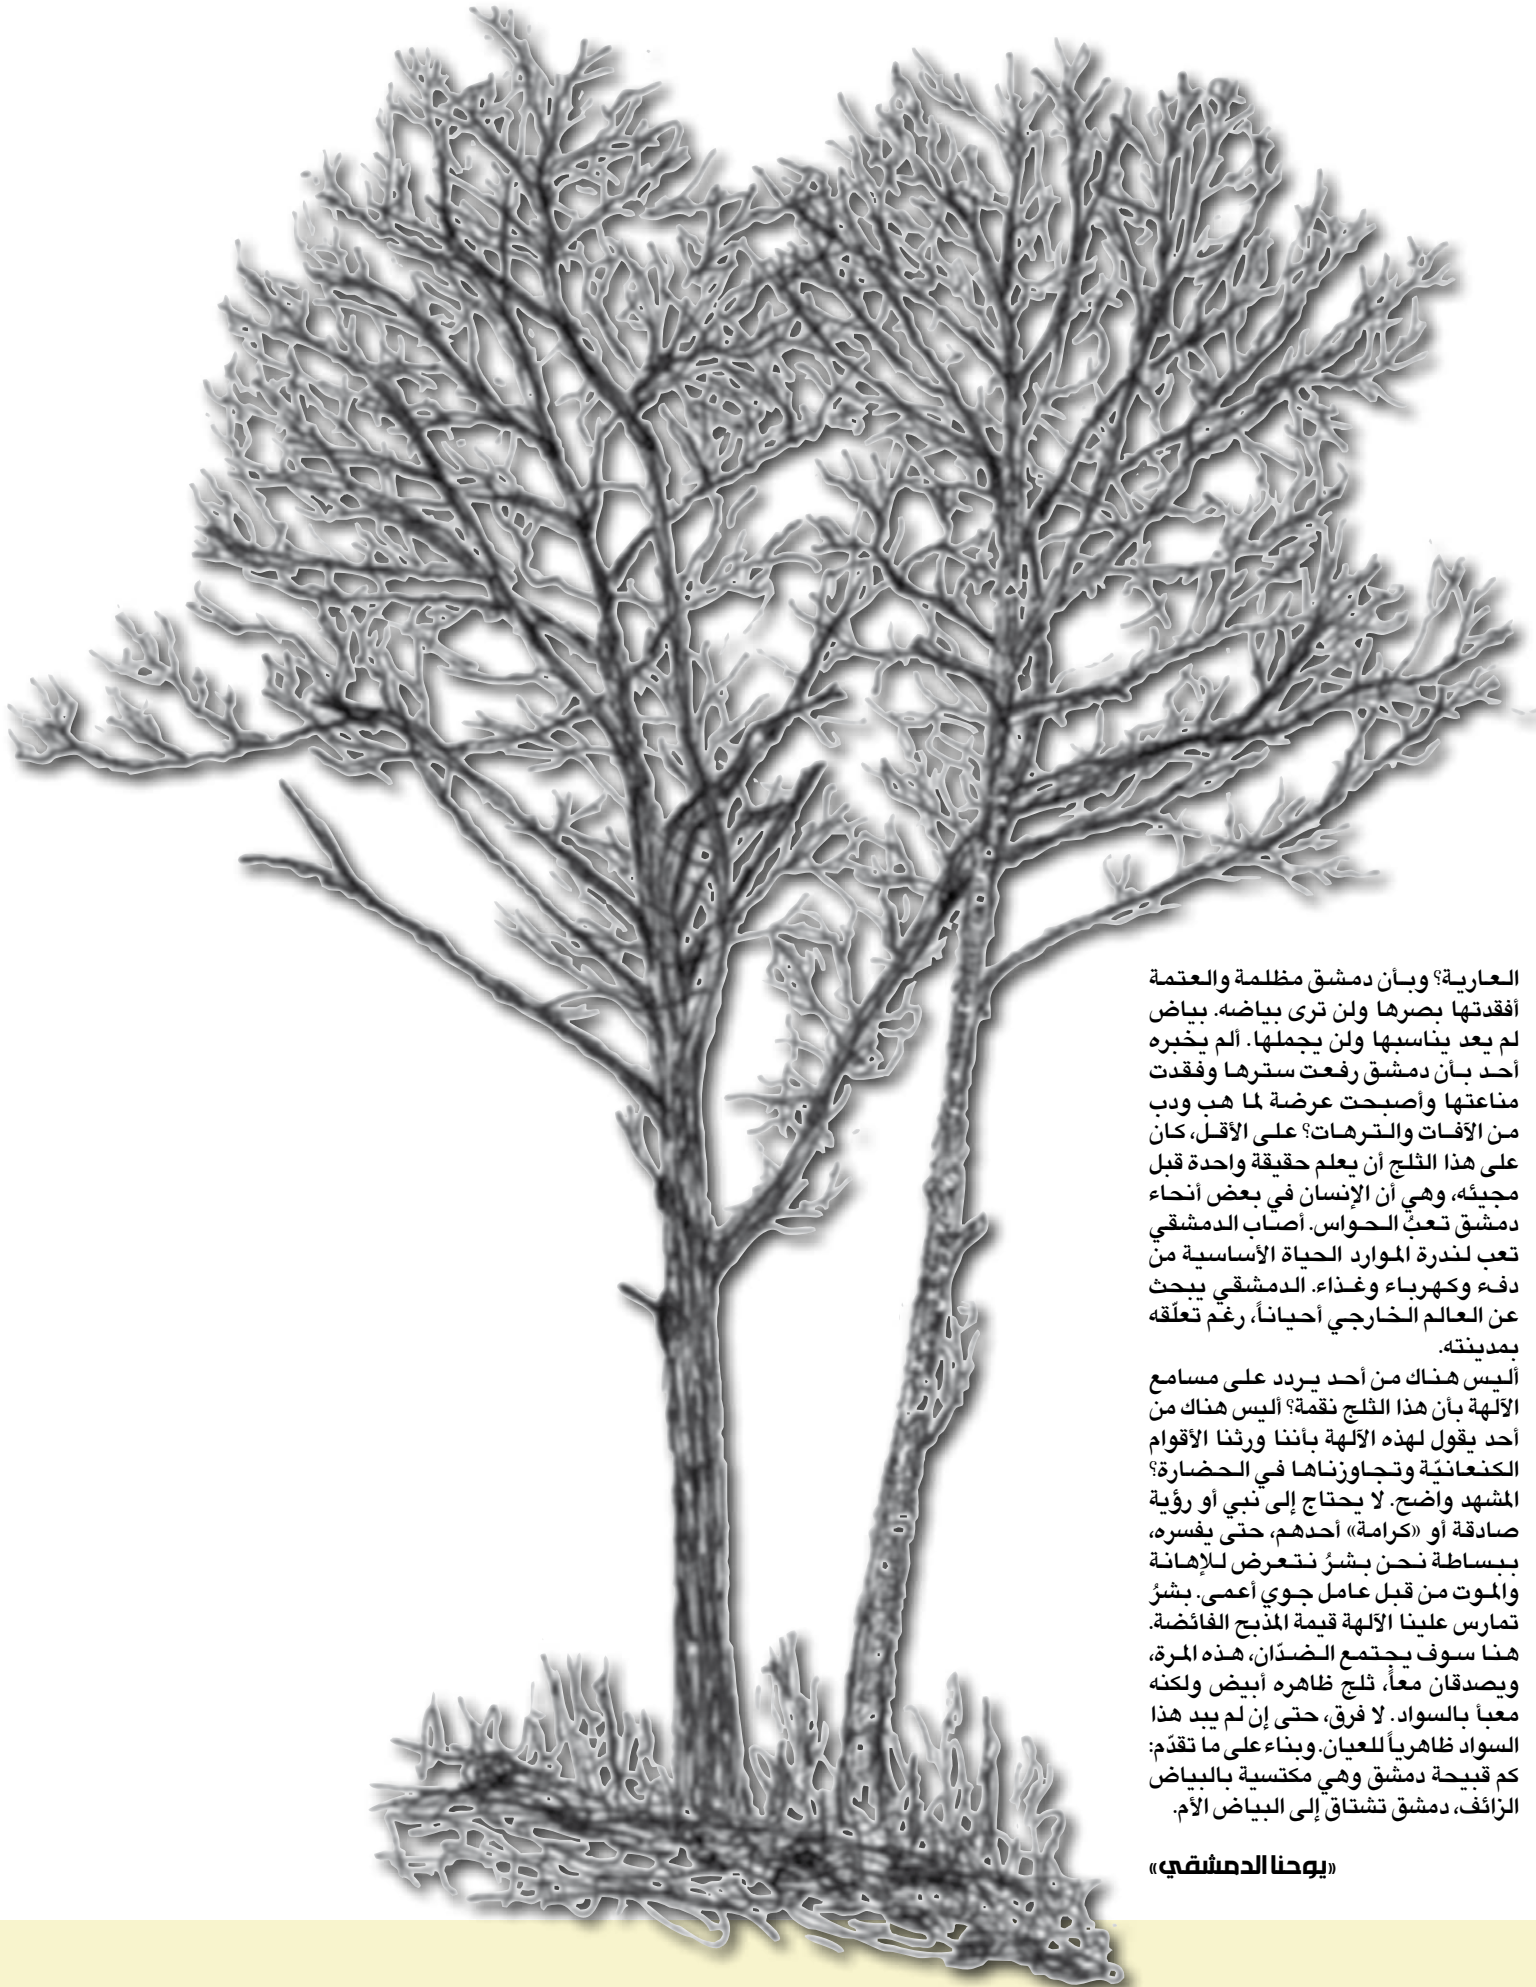 العارية؟ وبأن دمشق مظلمة والعتمة
أفقدتها بصرها ولن ترى بياضه. بياض
لم يعد يناسبها ولن يجملها. ألم يخبره
أحد بأن دمشق رفعت سترها وفقدت
مناعتها وأصبحت عرضة لما هب ودب
من الآفات والترهات؟ على الأقل، كان
على هذا الثلج أن يعلم حقيقة واحدة قبل
مجيئه، وهي أن الإنسان في بعض أنحاء
دمشق تعبُ الحواس. أصاب الدمشقي
تعب لندرة الموارد الحياة الأساسية من
دفء وكهرباء وغذاء. الدمشقي يبحث
عن العالم الخارجي أحياناً، رغم تعلّقه
بمدينته.
أليس هناك من أحد يردد على مسامع
الآلهة بأن هذا الثلج نقمة؟ أليس هناك من
أحد يقول لهذه الآلهة بأننا ورثنا الأقوام
الكنعانيّة وتجاوزناها في الحضارة؟
المشهد واضح. لا يحتاج إلى نبي أو رؤية
صادقة أو «كرامة» أحدهم، حتى يفسره،
ببساطة نحن بشرُ نتعرض للإهانة
والموت من قبل عامل جوي أعمى. بشرُ
تمارس علينا الآلهة قيمة المذبح الفائضة.
هنا سوف يجتمع الضدّان، هذه المرة،
ويصدقان معاً، ثلج ظاهره أبيض ولكنه
معبأ بالسواد. لا فرق، حتى إن لم يبد هذا
السواد ظاهرياً للعيان. وبناء على ما تقدّم:
كم قبيحة دمشق وهي مكتسية بالبياض
الزائف، دمشق تشتاق إلى البياض الأم.
«يوحنا الدمشقي»